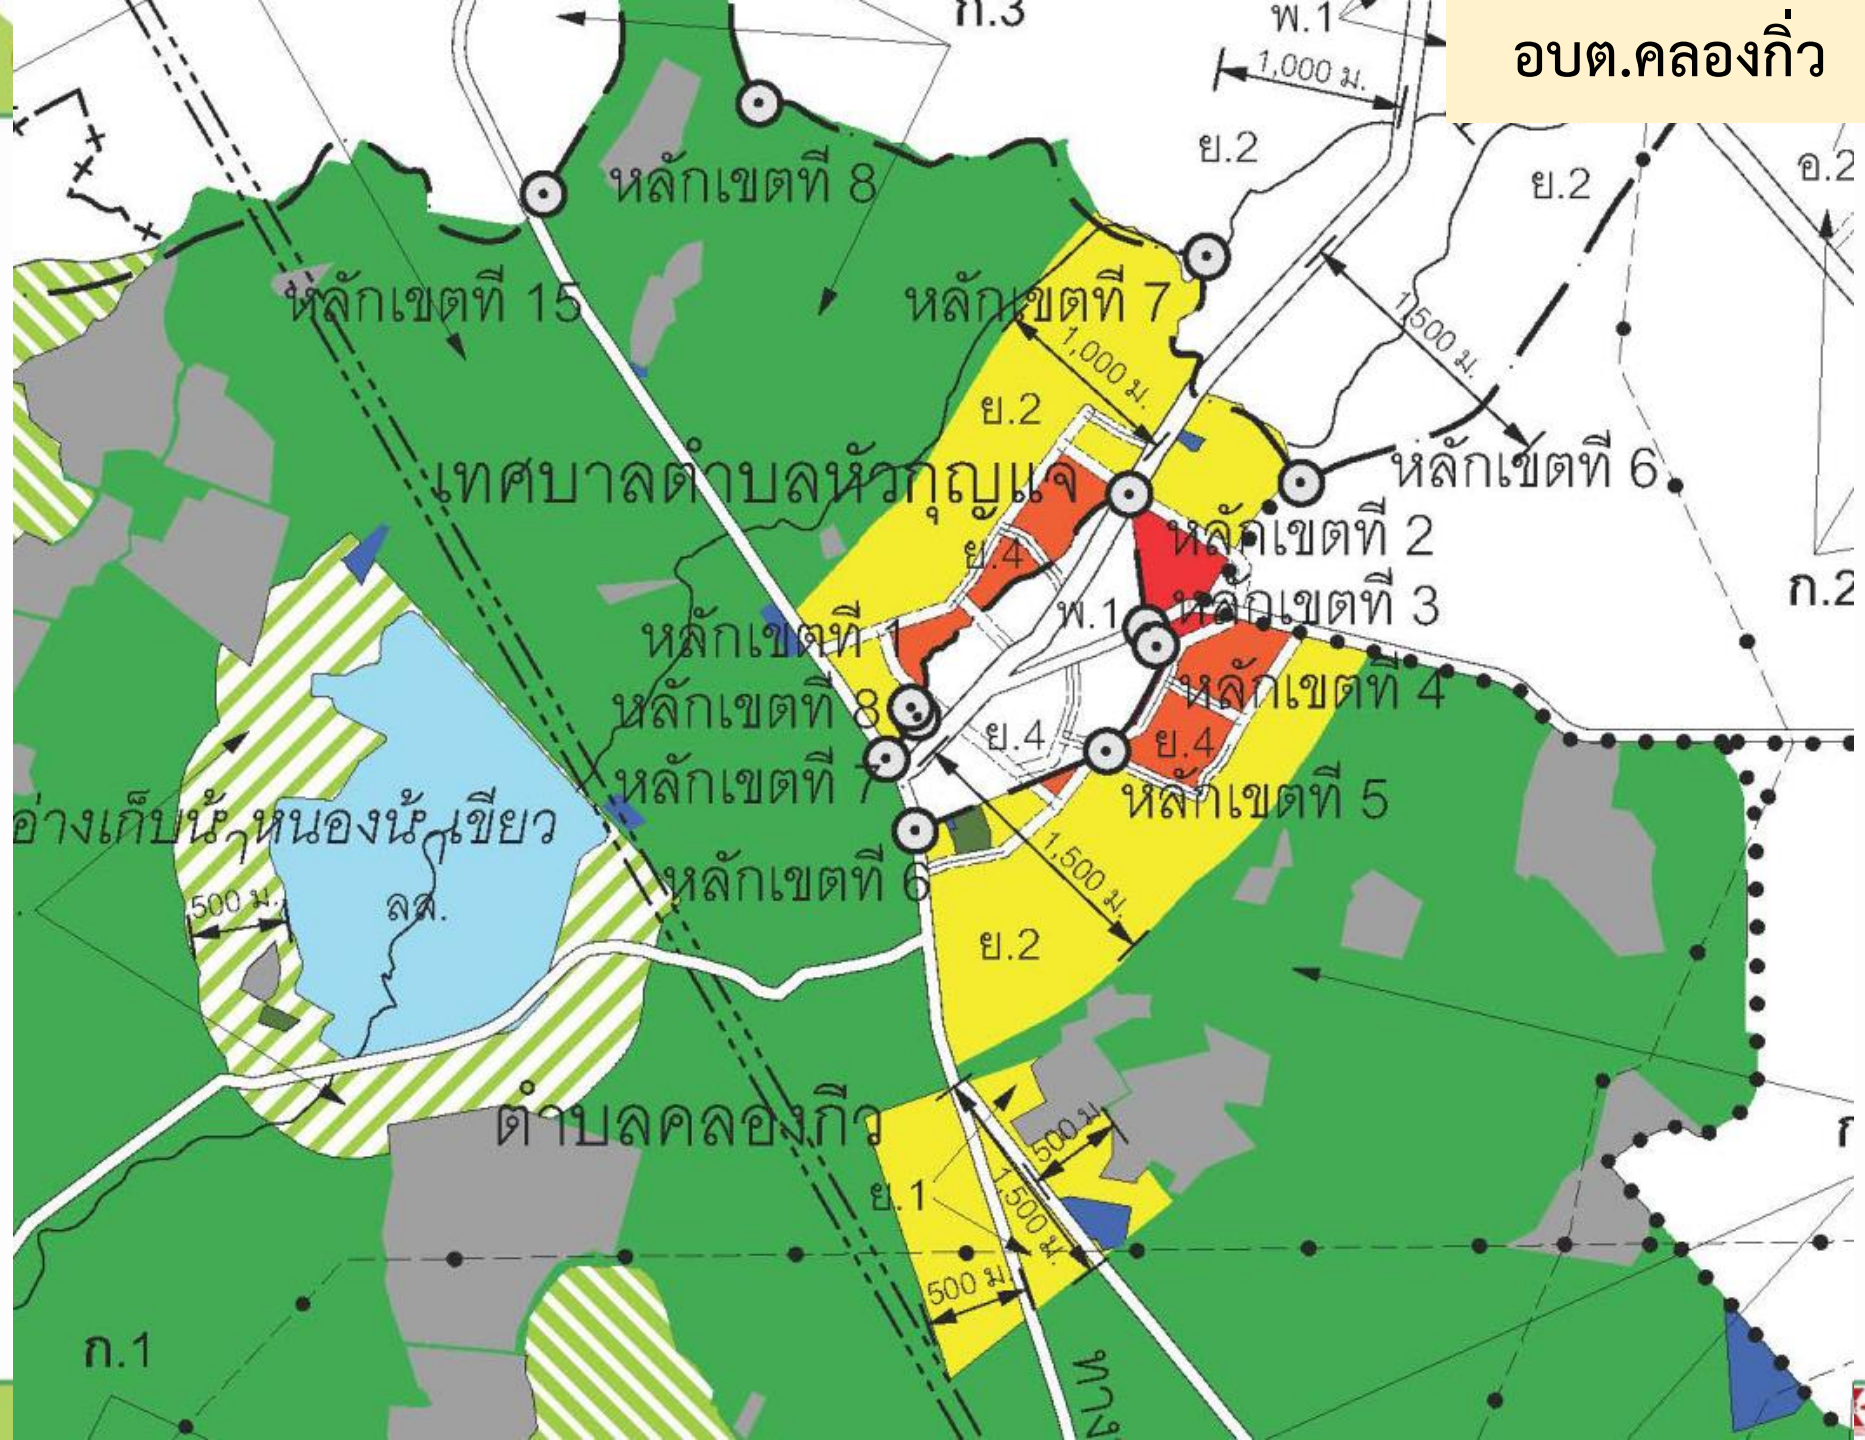 ก.3
พ.1
อบต.คลองกิ่ว
1,000 ม.
ย.2
ย.2
อ.2
หลักเขตที่ 8
หลักเขตที่ 15
หลักเขตที่ 7
1,500 ม.
1,000 ม.
ย.2
เทศบาลตำบลหัวกุญแจ
หลักเขตที่ 6
หลักเขตที่ 2
ย.4
ก.2
พ.1
หลักเขตที่ 3
หลักเขตที่ 1
หลักเขตที่ 4
หลักเขตที่ 8
ย.4
ย.4
หลักเขตที่ 7
หลักเขตที่ 5
อ่างเก็บน้ำหนองน้ำเขียว
1,500 ม.
หลักเขตที่ 6
500 ม.
ลส.
ย.2
ตำบลคลองกิ่ว
500 ม.
ย.1
1,500 ม.
500 ม.
ก.1
ทาง